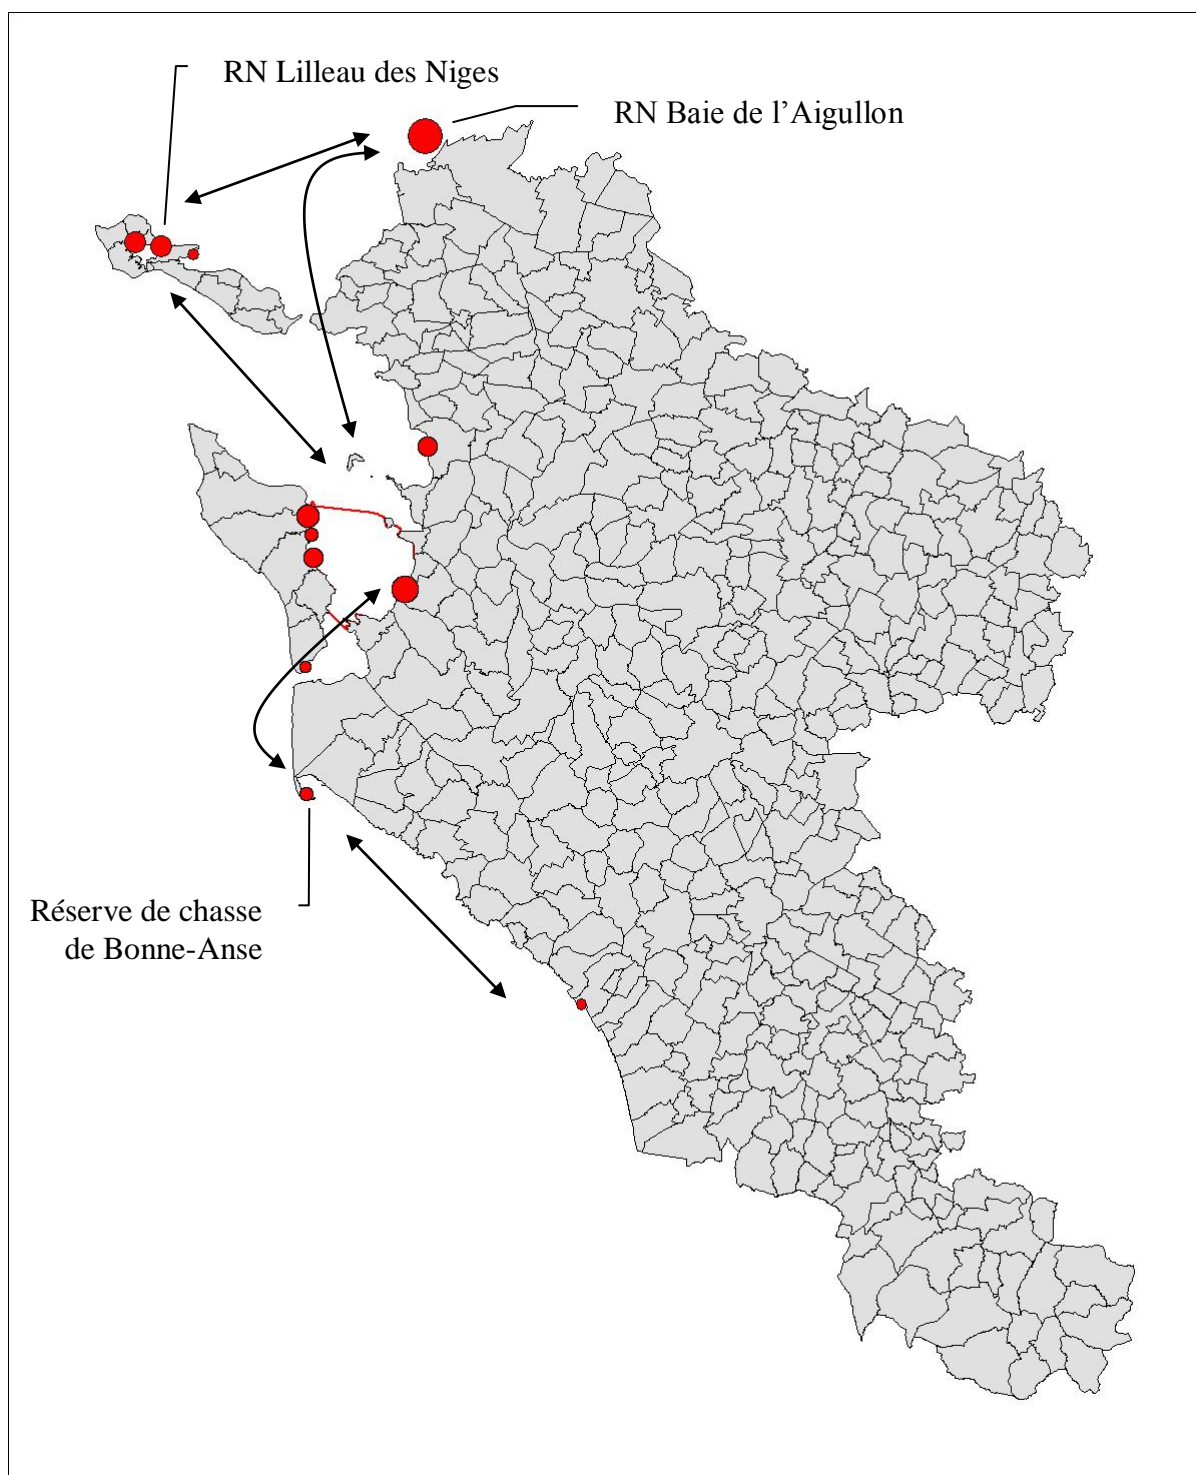 RN Lilleau des Niges
RN Baie de l’Aigullon
Réserve de chasse
de Bonne-Anse